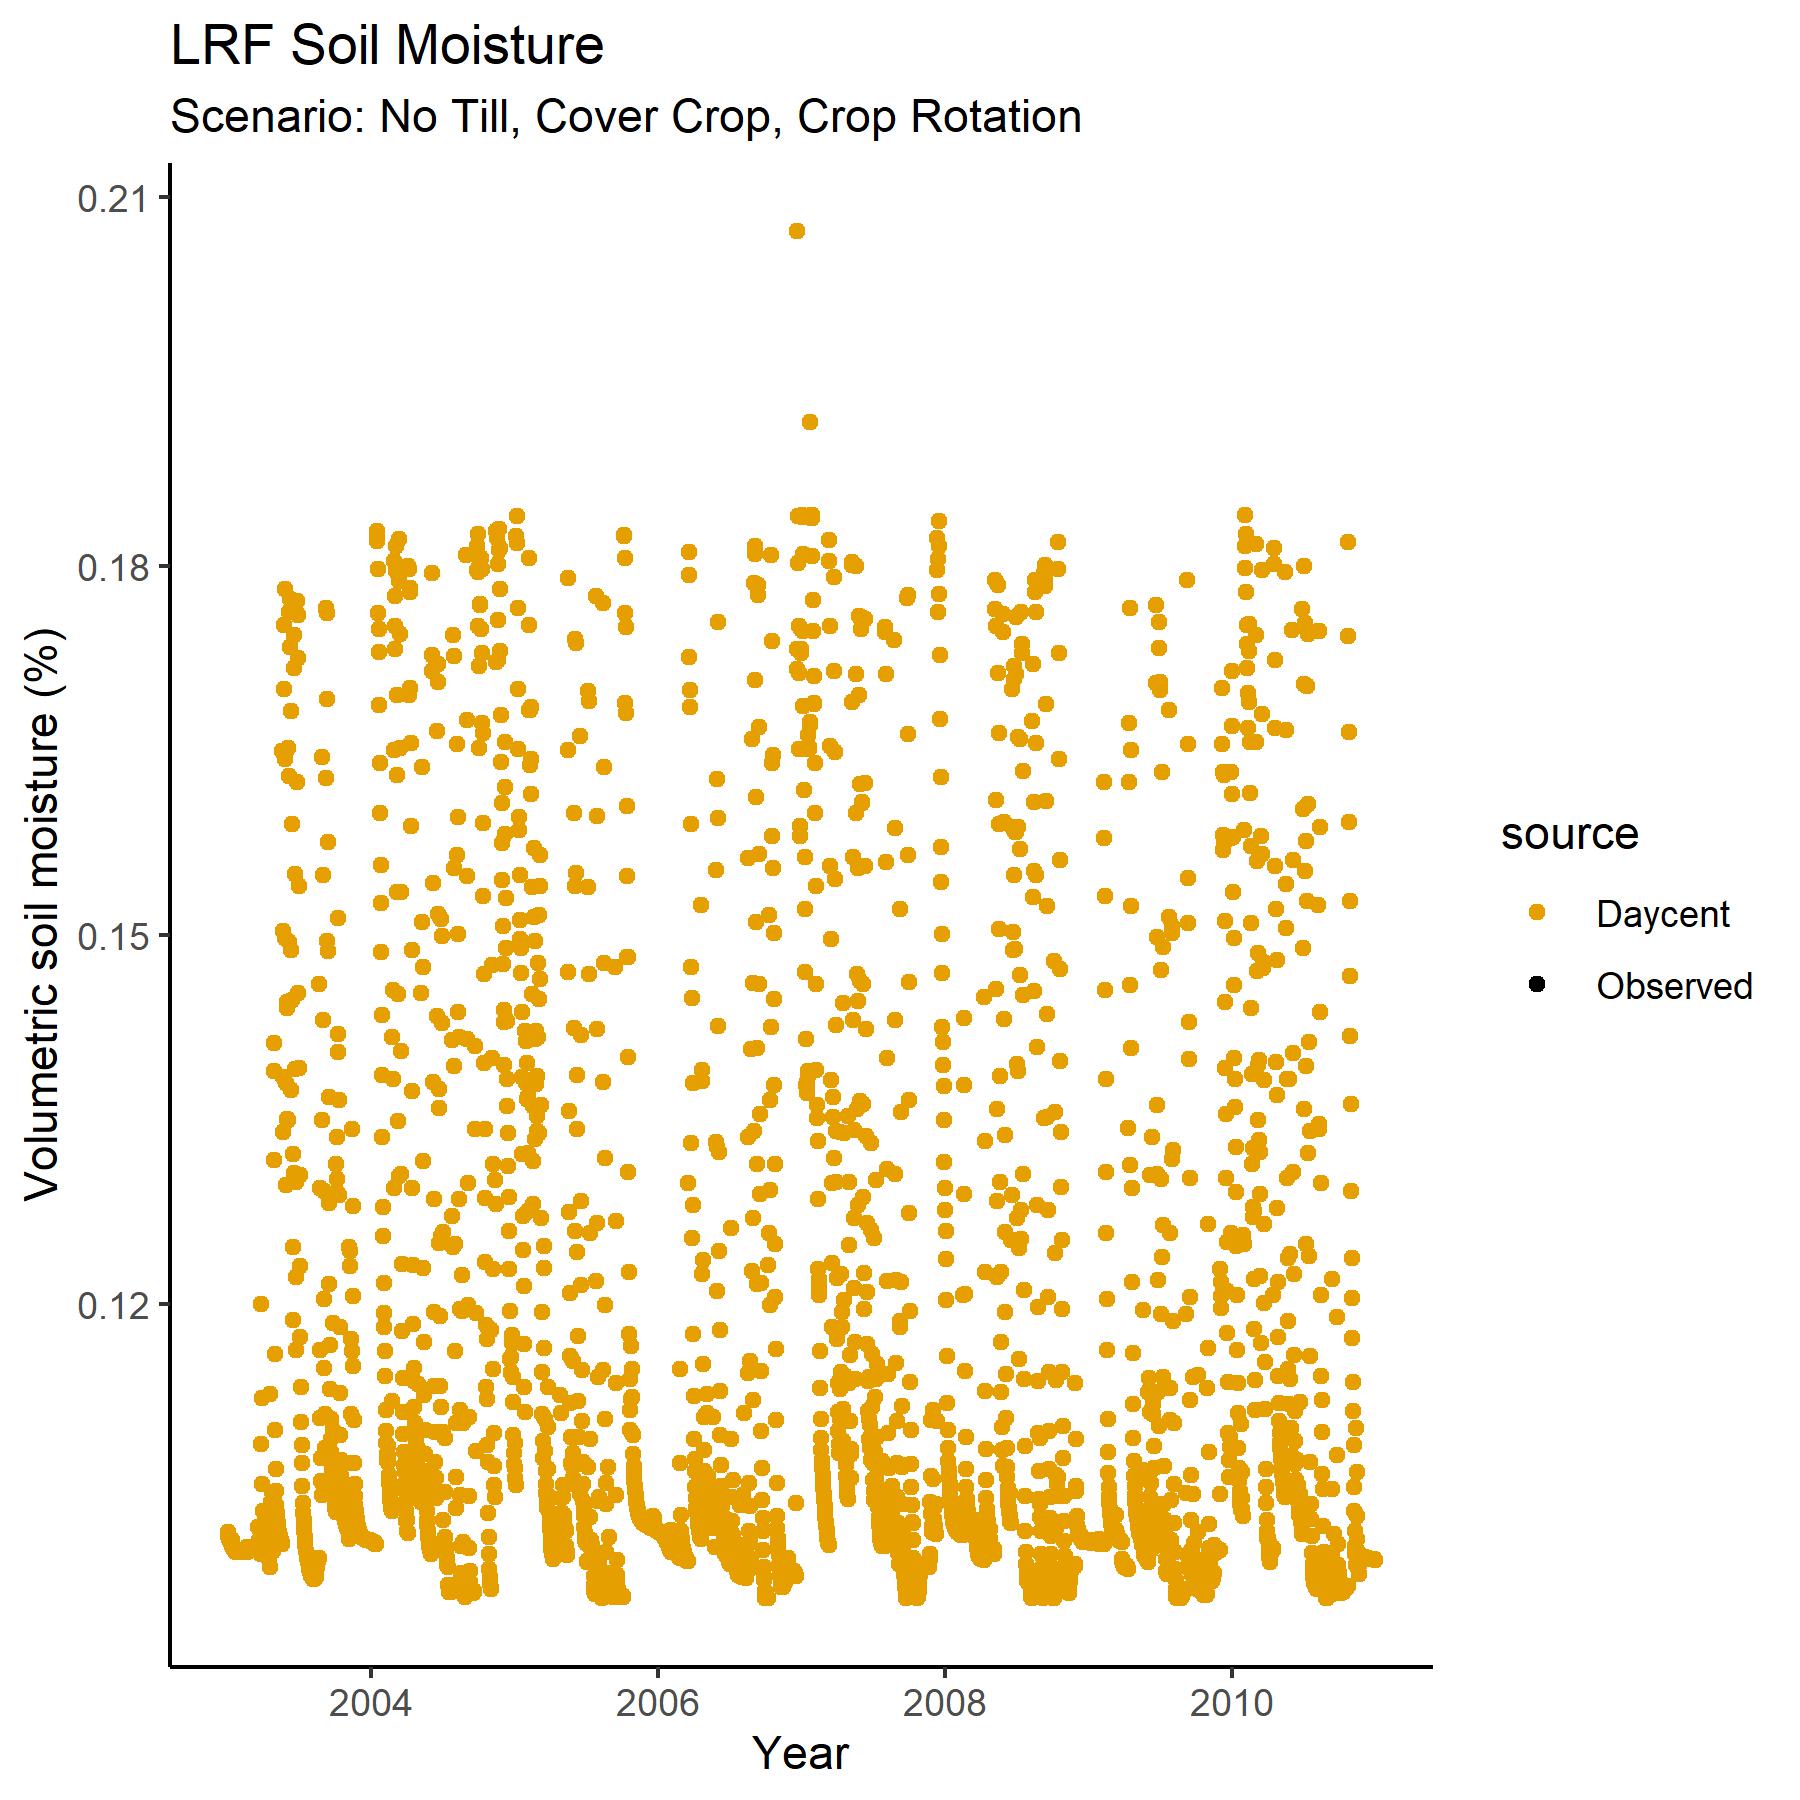 LRF Soil Moisture
Scenario: No Till, Cover Crop, Crop Rotation
Volumetric soil moisture (%)
0.21
0.18
0.15
0.12
2004 2006 2008 2010
Year
source
Daycent
Observed